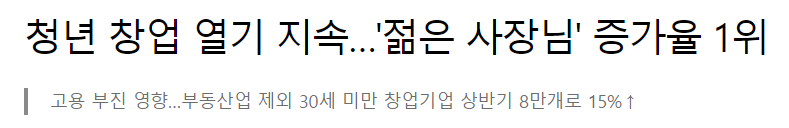 청년 창업 열기 지속…'젊은 사장님' 증가율 1위
고용 부진 영향…부동산업 제외 30세 미만 창업기업 상반기 8만개로 15%↑